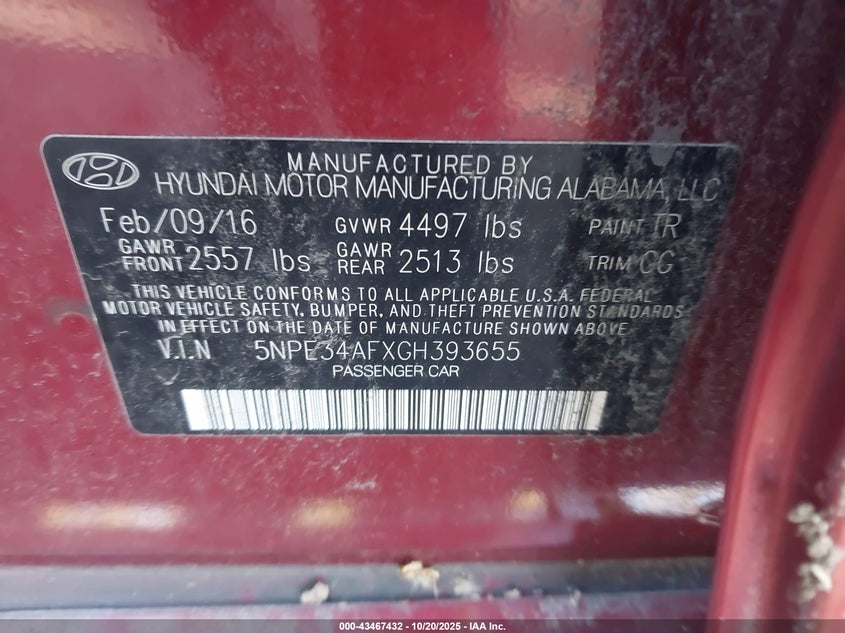 MANUFACTURED BY
HYUNDAI MOTOR MANUFACTURING ALABAMA, LLC
Feb/09/16 GVWR 4497 lbs PAINT TR
GAWR FRONT 2557 lbs GAWR REAR 2513 lbs TRIM CG
THIS VEHICLE CONFORMS TO ALL APPLICABLE U.S.A. FEDERAL
MOTOR VEHICLE SAFETY, BUMPER, AND THEFT PREVENTION STANDARDS
IN EFFECT ON THE DATE OF MANUFACTURE SHOWN ABOVE.
V.I.N 5NPE34AFXGH393655
PASSENGER CAR
000-43467432 - 10/20/2025 - IAA Inc.